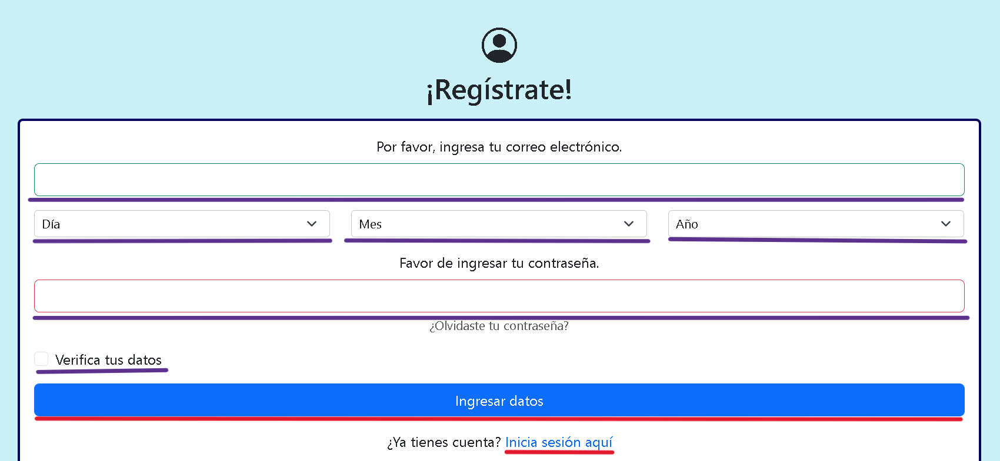 ¡Regístrate!
Por favor, ingresa tu correo electrónico.
Día Mes Año
Favor de ingresar tu contraseña.
¿Olvidaste tu contraseña?
Verifica tus datos
Ingresar datos
¿Ya tienes cuenta? Inicia sesión aquí